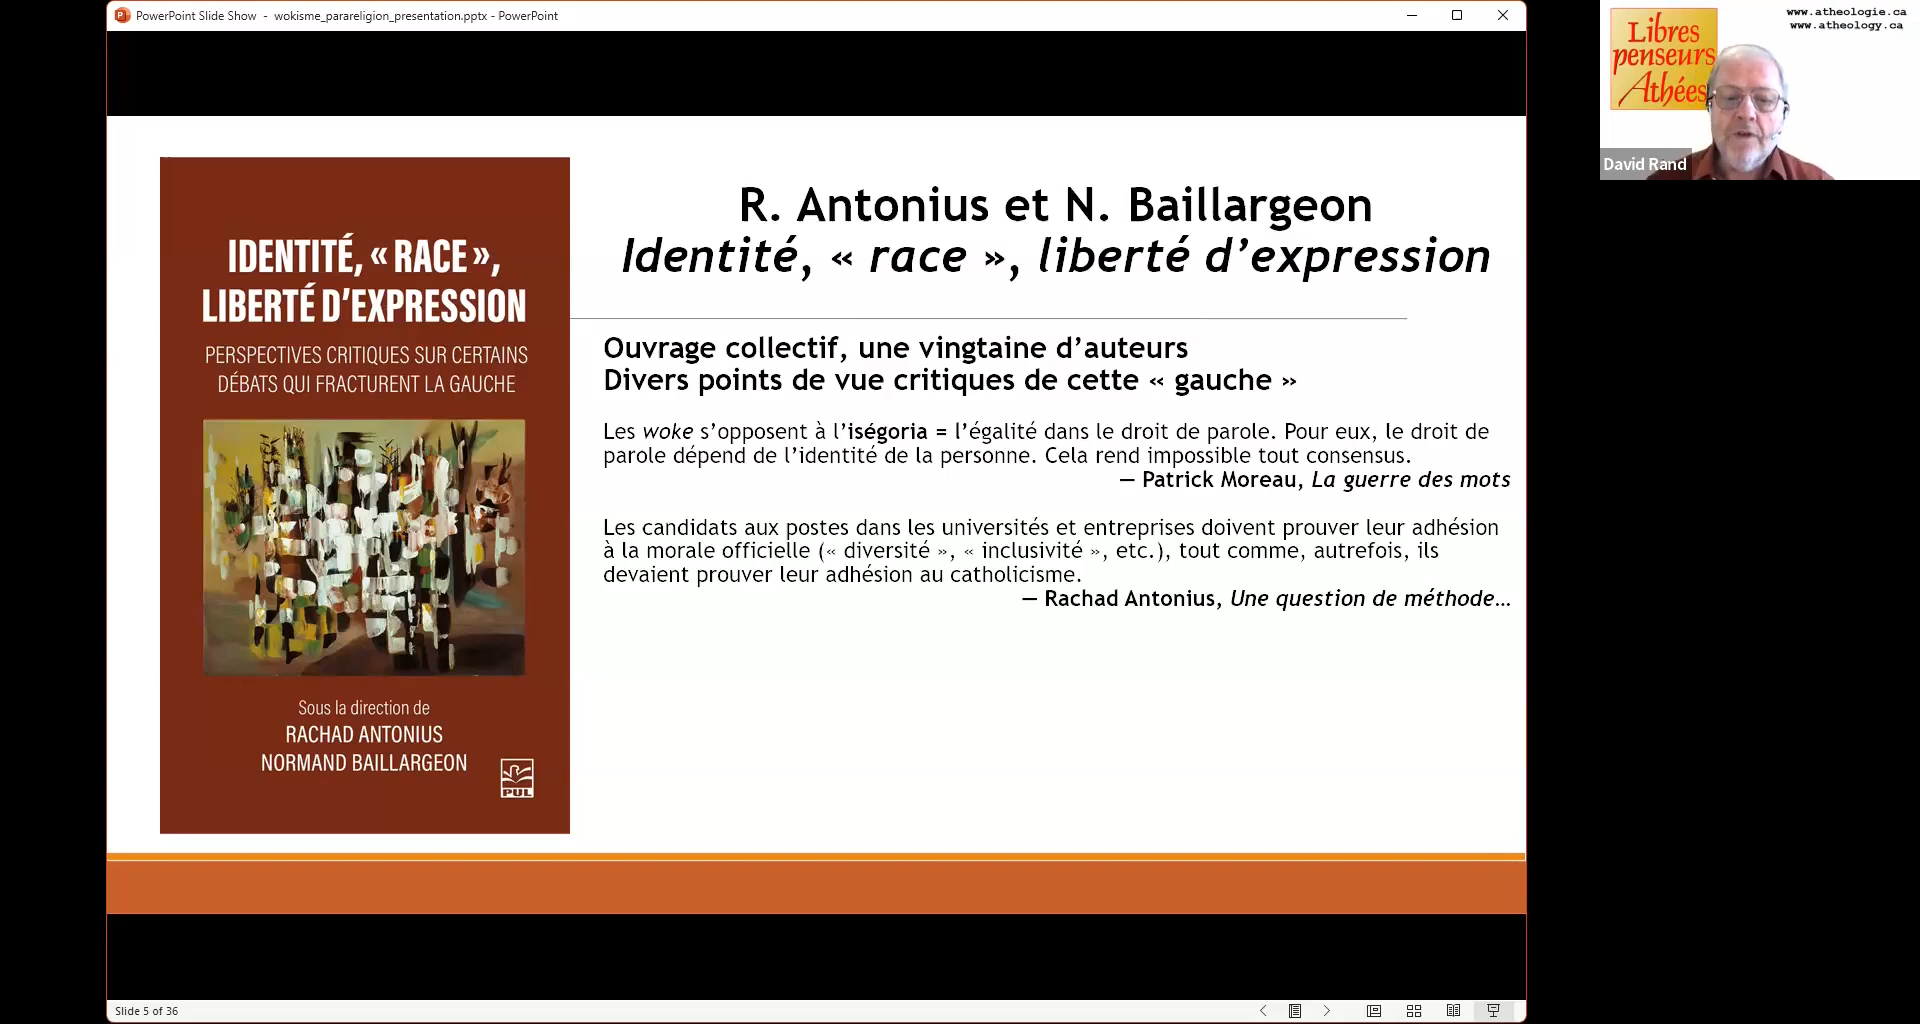 PowerPoint Slide Show - wokisme_parareligion_presentation.pptx - PowerPoint
IDENTITÉ, « RACE »,
LIBERTÉ D’EXPRESSION
PERSPECTIVES CRITIQUES SUR CERTAINS
DÉBATS QUI FRACTURENT LA GAUCHE
Sous la direction de
RACHAD ANTONIUS
NORMAND BAILLARGEON
PUL
R. Antonius et N. Baillargeon
Identité, « race », liberté d’expression
Ouvrage collectif, une vingtaine d’auteurs
Divers points de vue critiques de cette « gauche »
Les woke s’opposent à l’iségoria = l’égalité dans le droit de parole. Pour eux, le droit de
parole dépend de l’identité de la personne. Cela rend impossible tout consensus.
— Patrick Moreau, La guerre des mots
Les candidats aux postes dans les universités et entreprises doivent prouver leur adhésion
à la morale officielle (« diversité », « inclusivité », etc.), tout comme, autrefois, ils
devaient prouver leur adhésion au catholicisme.
— Rachad Antonius, Une question de méthode…
Slide 5 of 36
www.atheologie.ca
www.atheology.ca
Libres
penseurs
Athées
David Rand